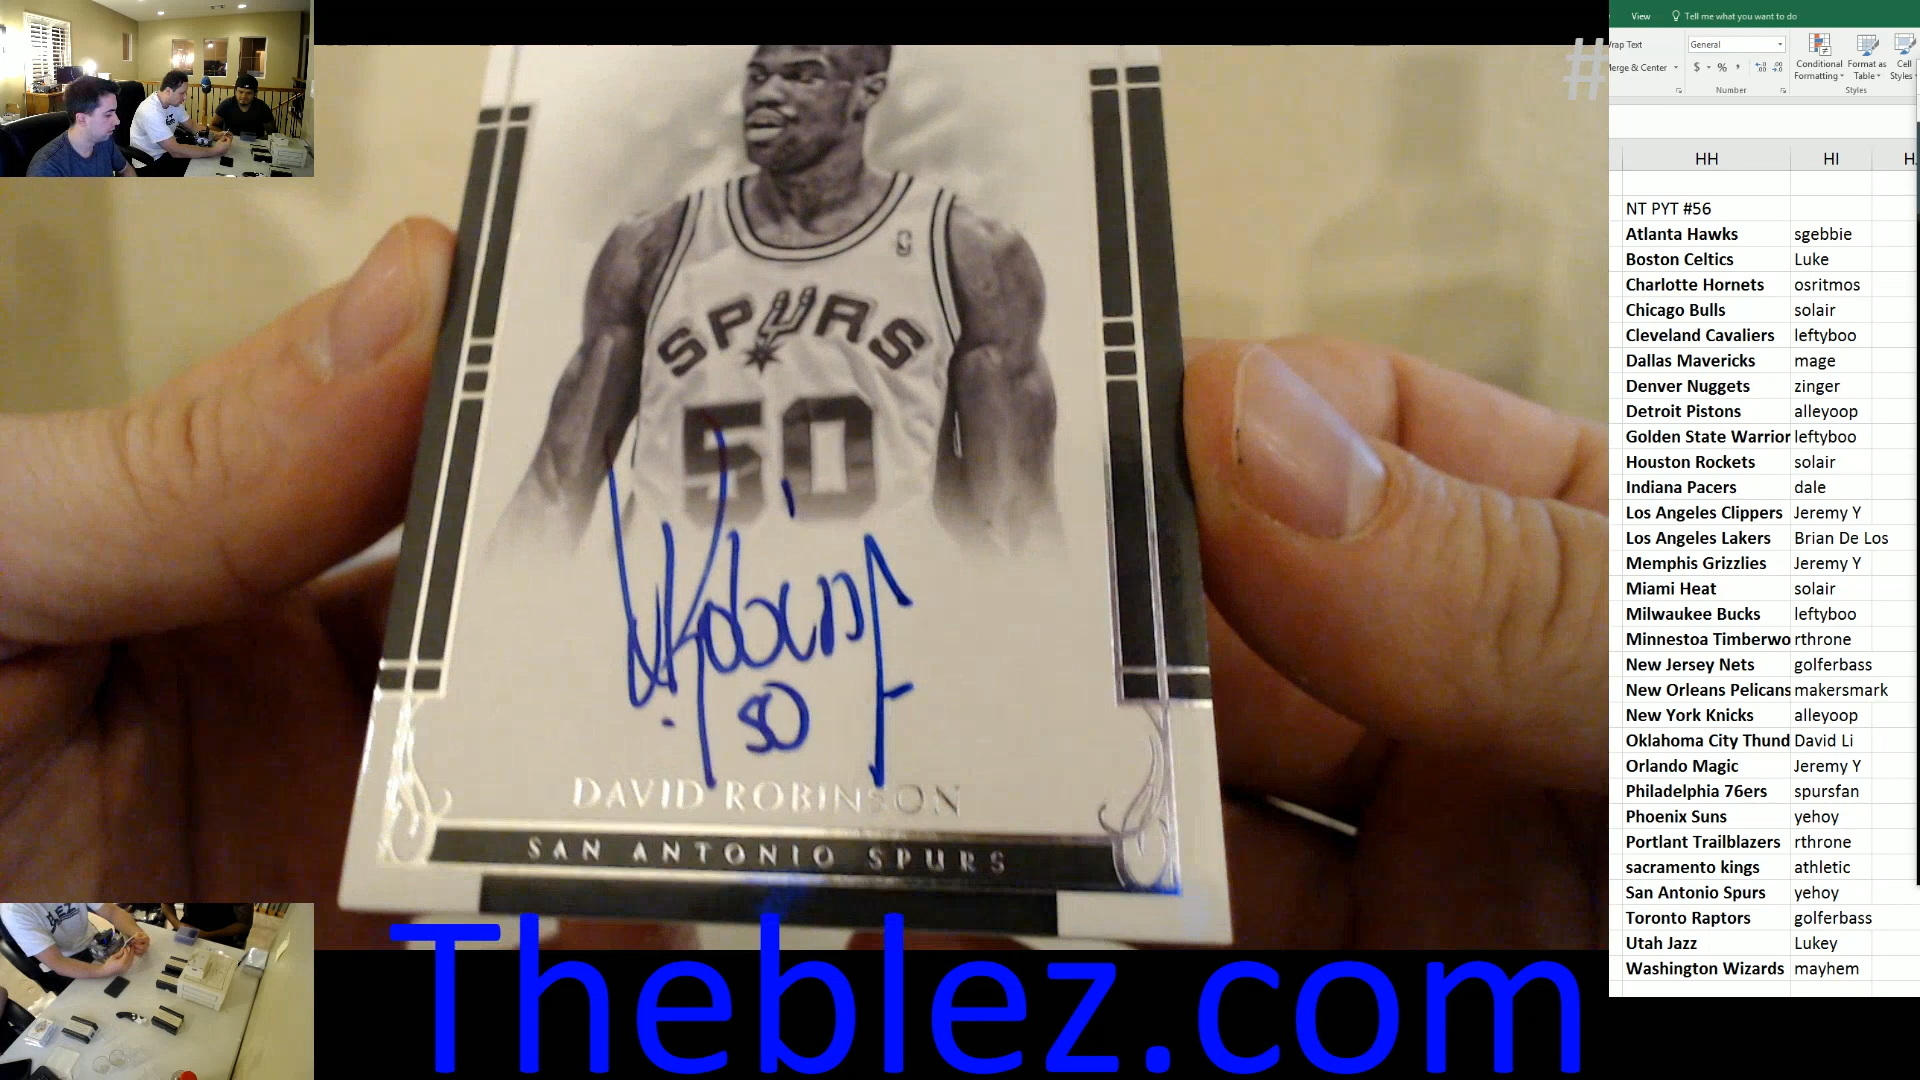 View
Tell me what you want to do
rap Text
General
erge & Center
$ % ,
Conditional Formatting
Format as Table
Cell Styles
Number
Styles
HH HI
NT PYT #56
Atlanta Hawks sgebbie
Boston Celtics Luke
Charlotte Hornets osritmos
Chicago Bulls solair
Cleveland Cavaliers leftyboo
Dallas Mavericks mage
Denver Nuggets zinger
Detroit Pistons alleyoop
Golden State Warrior leftyboo
Houston Rockets solair
Indiana Pacers dale
Los Angeles Clippers Jeremy Y
Los Angeles Lakers Brian De Los
Memphis Grizzlies Jeremy Y
Miami Heat solair
Milwaukee Bucks leftyboo
Minnestoa Timberwo rthrone
New Jersey Nets golferbass
New Orleans Pelicans makersmark
New York Knicks alleyoop
Oklahoma City Thund David Li
Orlando Magic Jeremy Y
Philadelphia 76ers spursfan
Phoenix Suns yehoy
Portlant Trailblazers rthrone
sacramento kings athletic
San Antonio Spurs yehoy
Toronto Raptors golferbass
Utah Jazz Lukey
Washington Wizards mayhem
#
SPURS
50
50
DAVID ROBINSON
SAN ANTONIO SPURS
Theblez.com